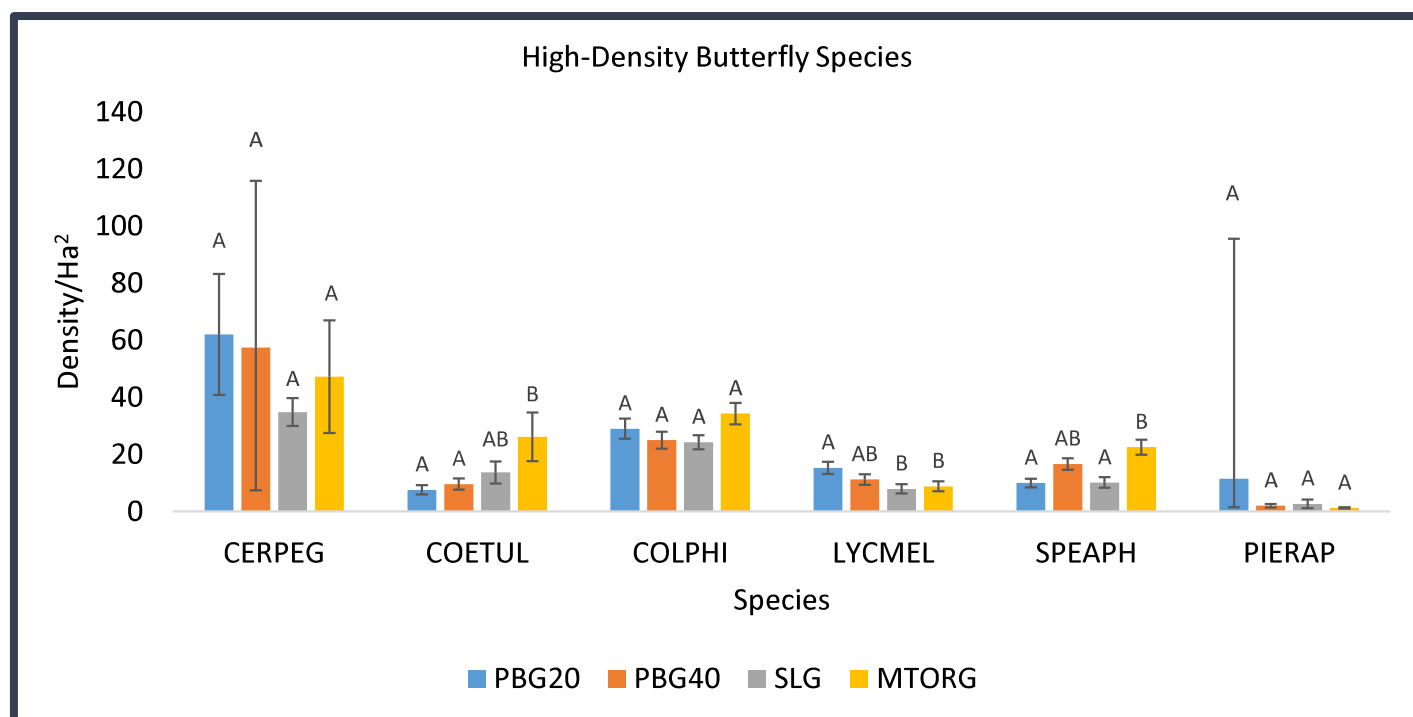 High-Density Butterfly Species
Density/Ha²
140
120
100
80
60
40
20
0
A A A A
A A AB B
A A A A
A AB B B
A AB A B
A A A A
CERPEG COETUL COLPHI LYCMEL SPEAPH PIERAP
Species
PBG20 PBG40 SLG MTORG